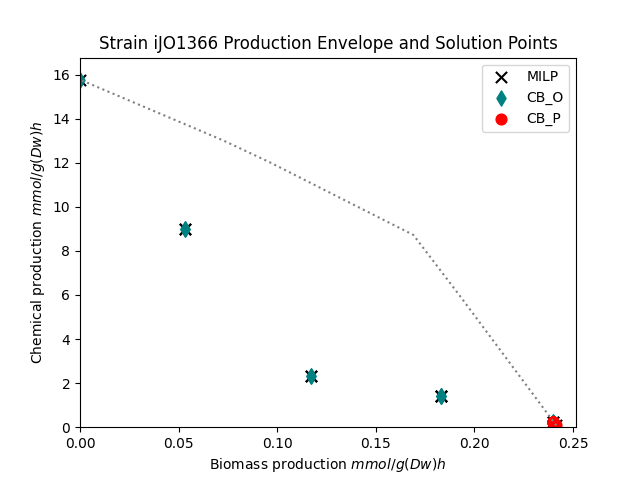 Strain iJO1366 Production Envelope and Solution Points
MILP
CB_O
CB_P
Chemical production mmol/g(Dw)h
16
14
12
10
8
6
4
2
0
0.00 0.05 0.10 0.15 0.20 0.25
Biomass production mmol/g(Dw)h